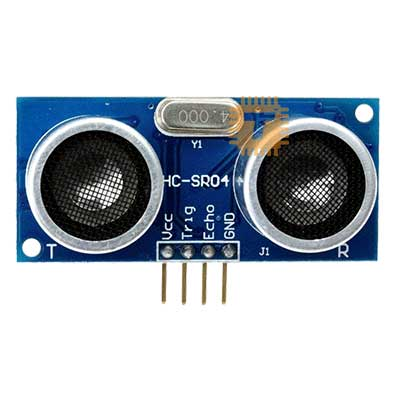 4.000
Y1
HC-SR04
Vcc
Trig
Echo
GND
T
J1
R